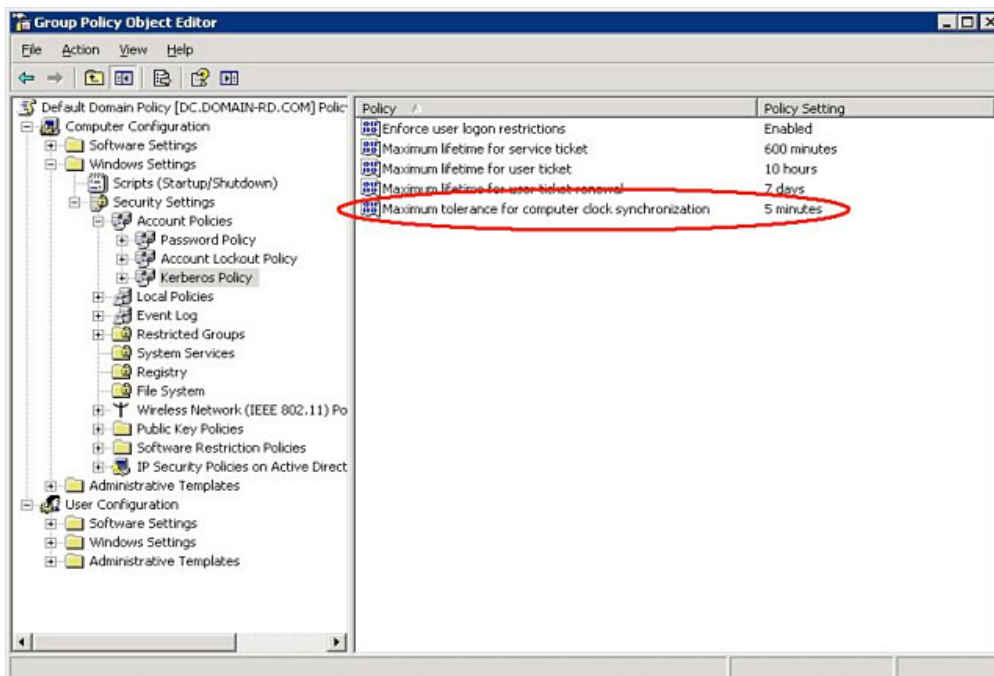 Group Policy Object Editor
File Action View Help
Default Domain Policy [DC.DOMAIN-RD.COM] Polic
Computer Configuration
Software Settings
Windows Settings
Scripts (Startup/Shutdown)
Security Settings
Account Policies
Password Policy
Account Lockout Policy
Kerberos Policy
Local Policies
Event Log
Restricted Groups
System Services
Registry
File System
Wireless Network (IEEE 802.11) Po
Public Key Policies
Software Restriction Policies
IP Security Policies on Active Direct
Administrative Templates
User Configuration
Software Settings
Windows Settings
Administrative Templates
Policy Policy Setting
Enforce user logon restrictions Enabled
Maximum lifetime for service ticket 600 minutes
Maximum lifetime for user ticket 10 hours
Maximum lifetime for user ticket renewal 7 days
Maximum tolerance for computer clock synchronization 5 minutes